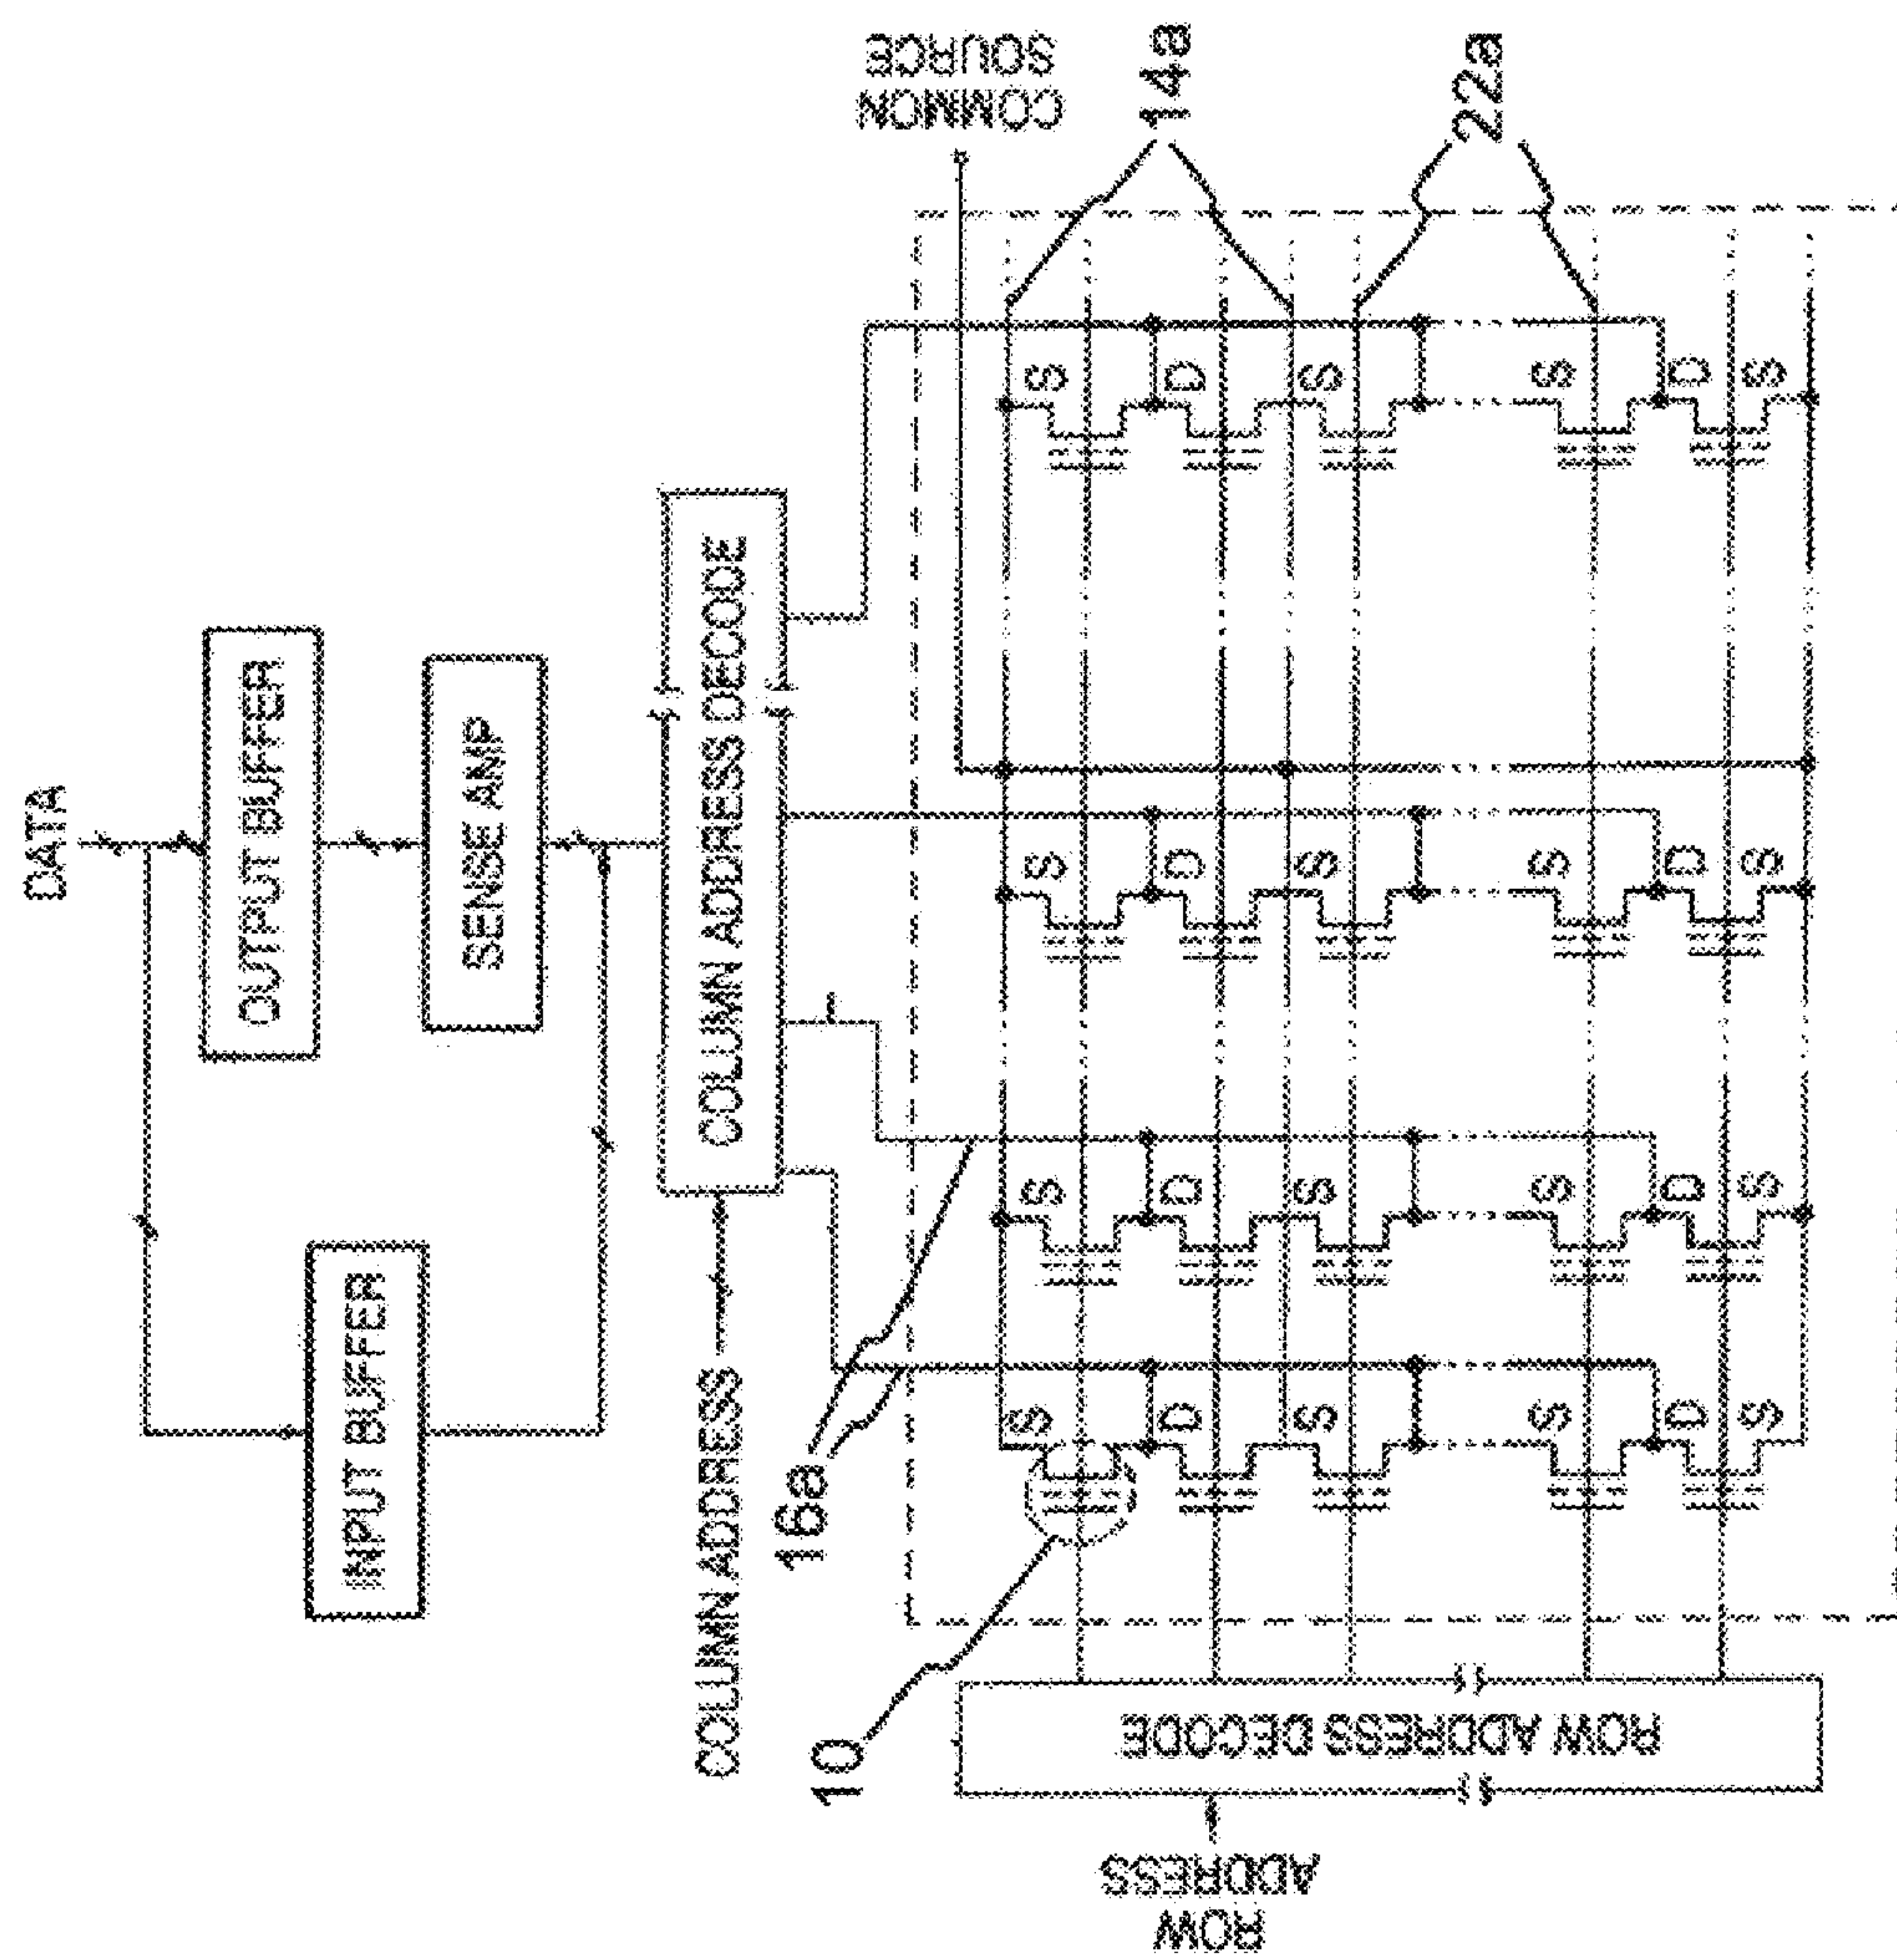 DATA
OUTPUT BUFFER
INPUT BUFFER
SENSE ANP
COLUMN ADDRESS
COLUMN ADDRESS DECODE
COMMON
SOURCE
16a
14a
22a
10
ROW
ADDRESS
ROW ADDRESS DECODE
S S S S
D D D D
S S S S
S S S S
D D D D
S S S S